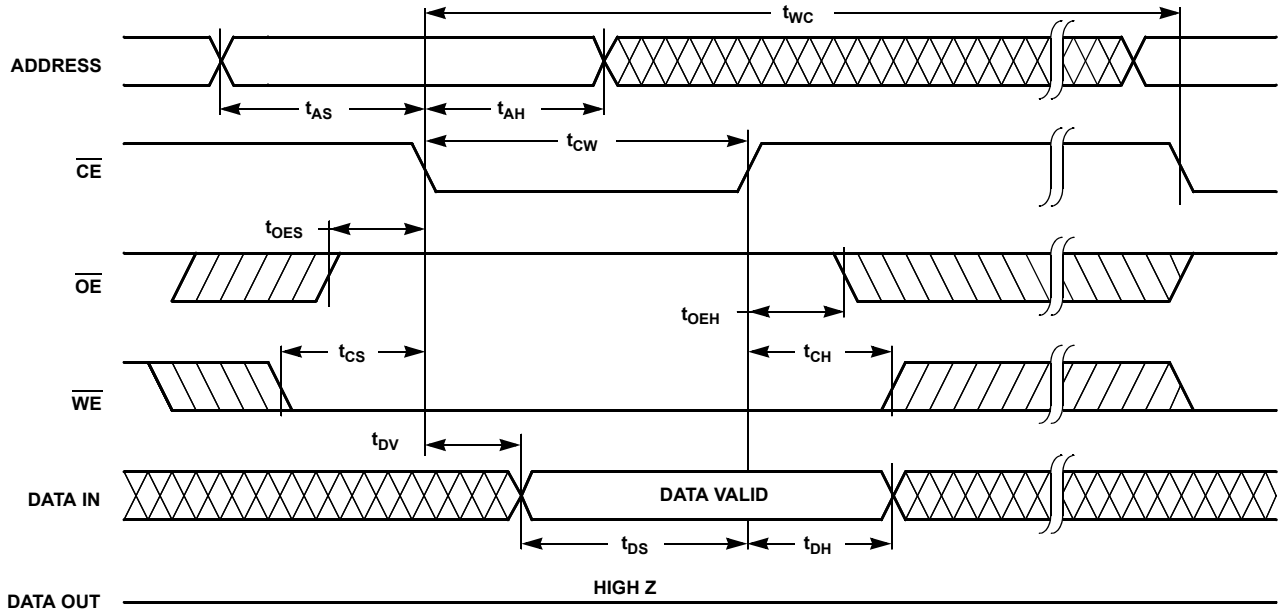 tWC
ADDRESS
tAS
tAH
tCW
CE
tOES
OE
tOEH
tCS
tCH
WE
tDV
DATA IN
DATA VALID
tDS
tDH
HIGH Z
DATA OUT